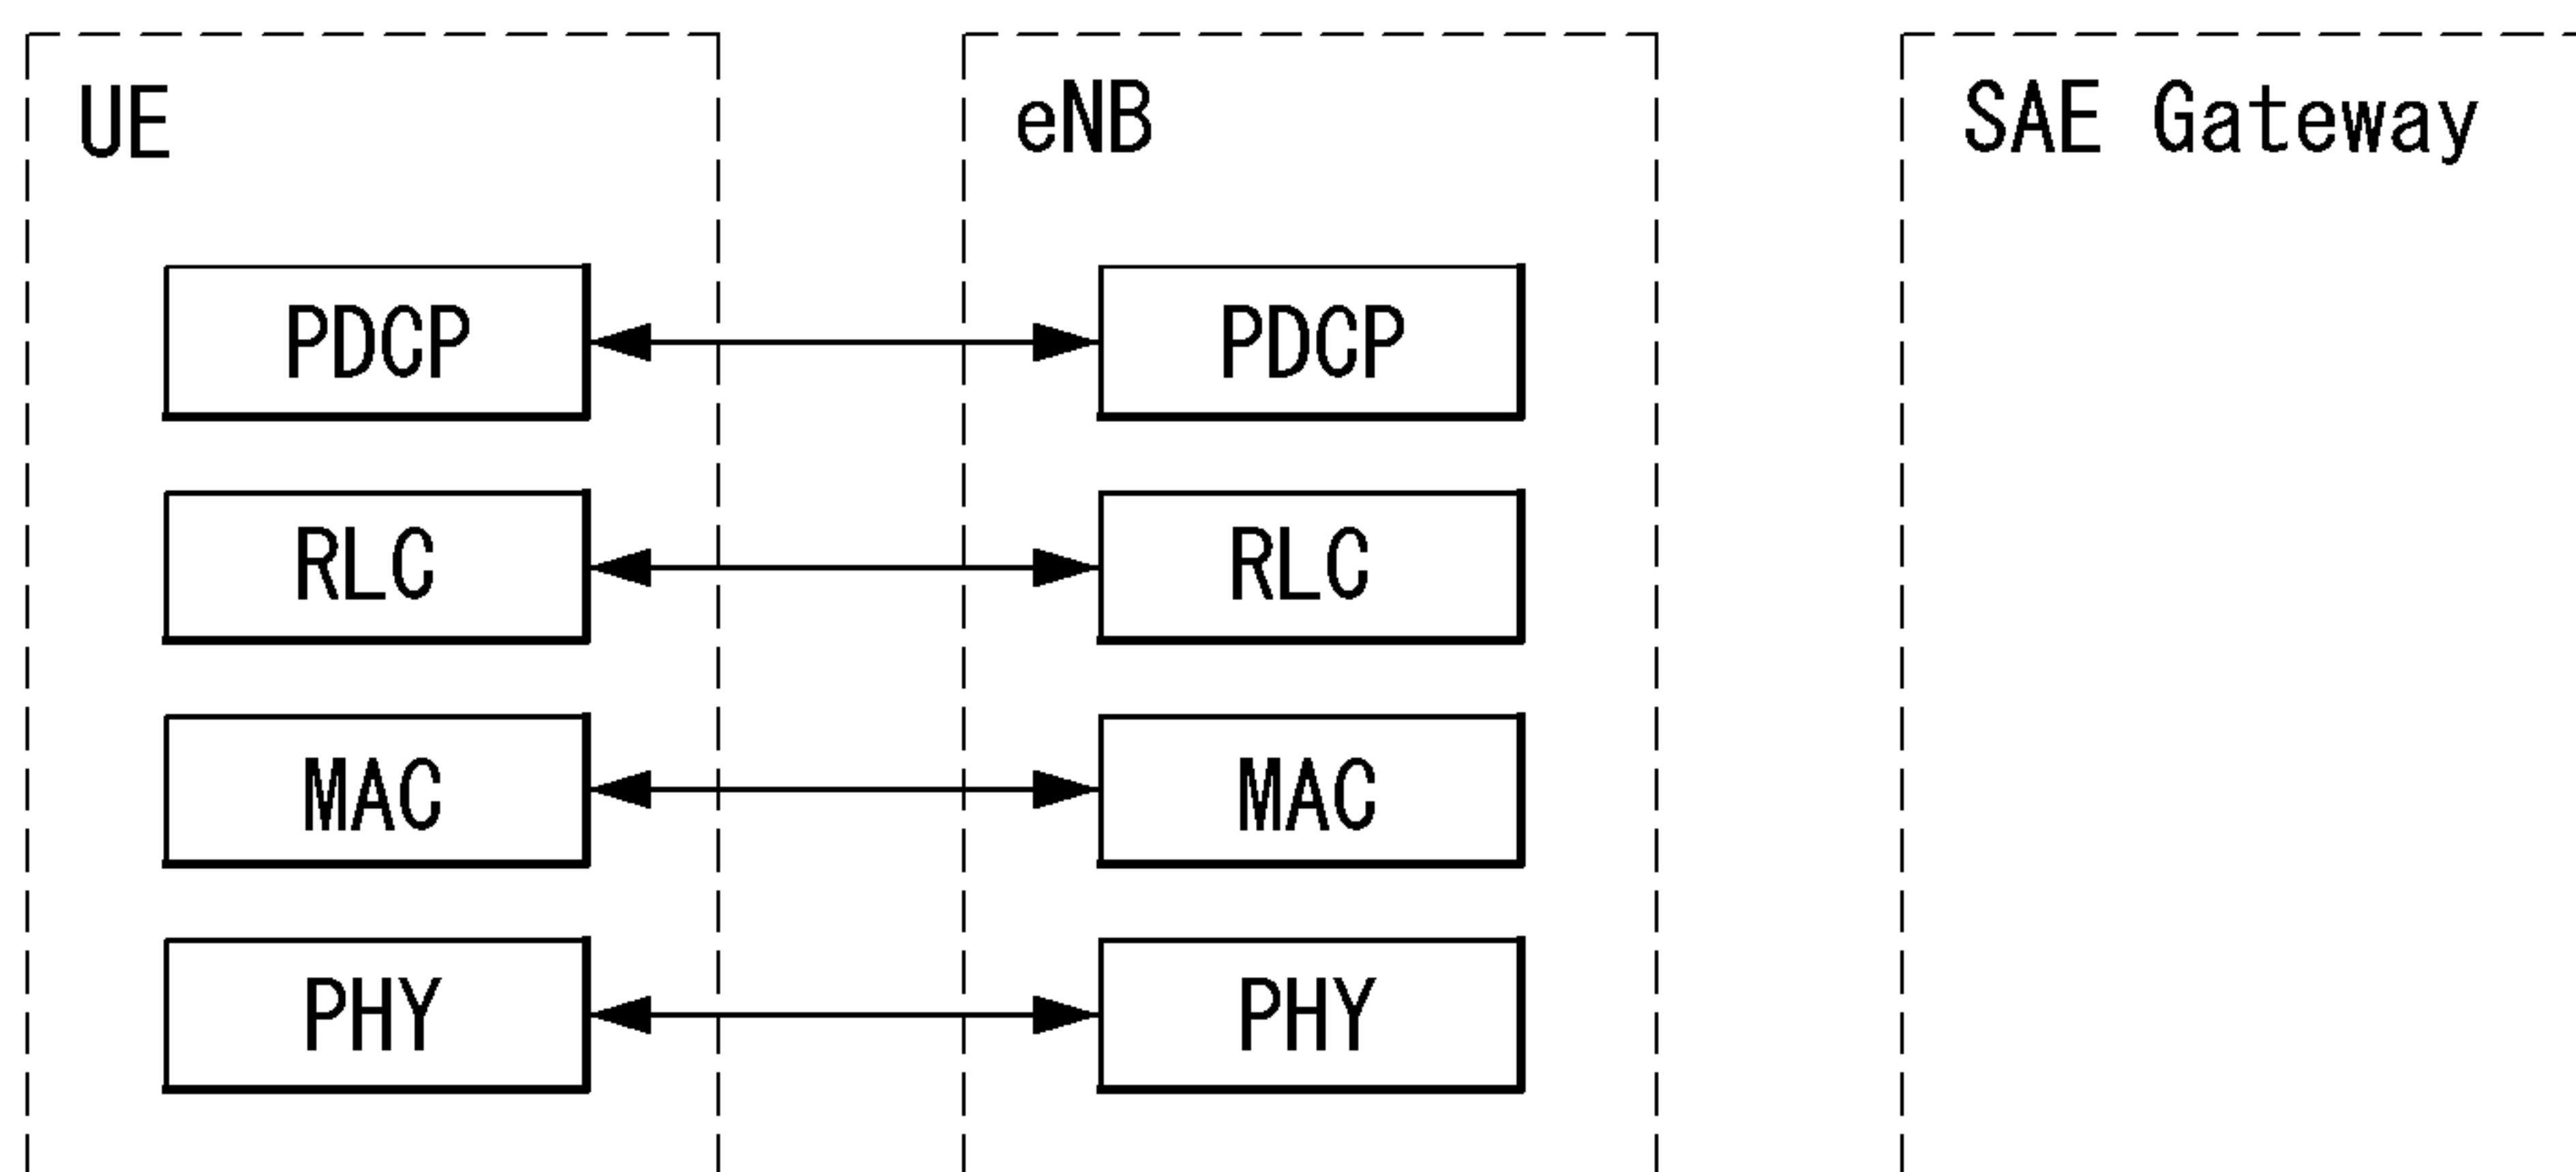 UE
eNB
SAE Gateway
PDCP
PDCP
RLC
RLC
MAC
MAC
PHY
PHY